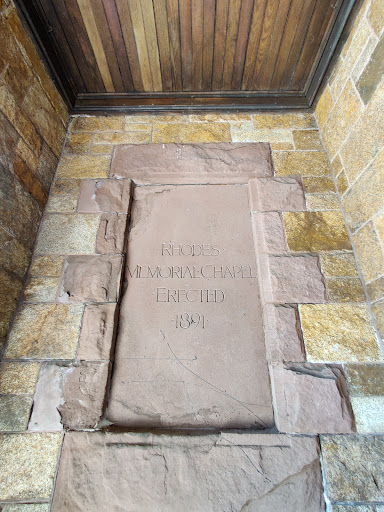 RHODES
MEMORIAL CHAPEL
ERECTED
1891